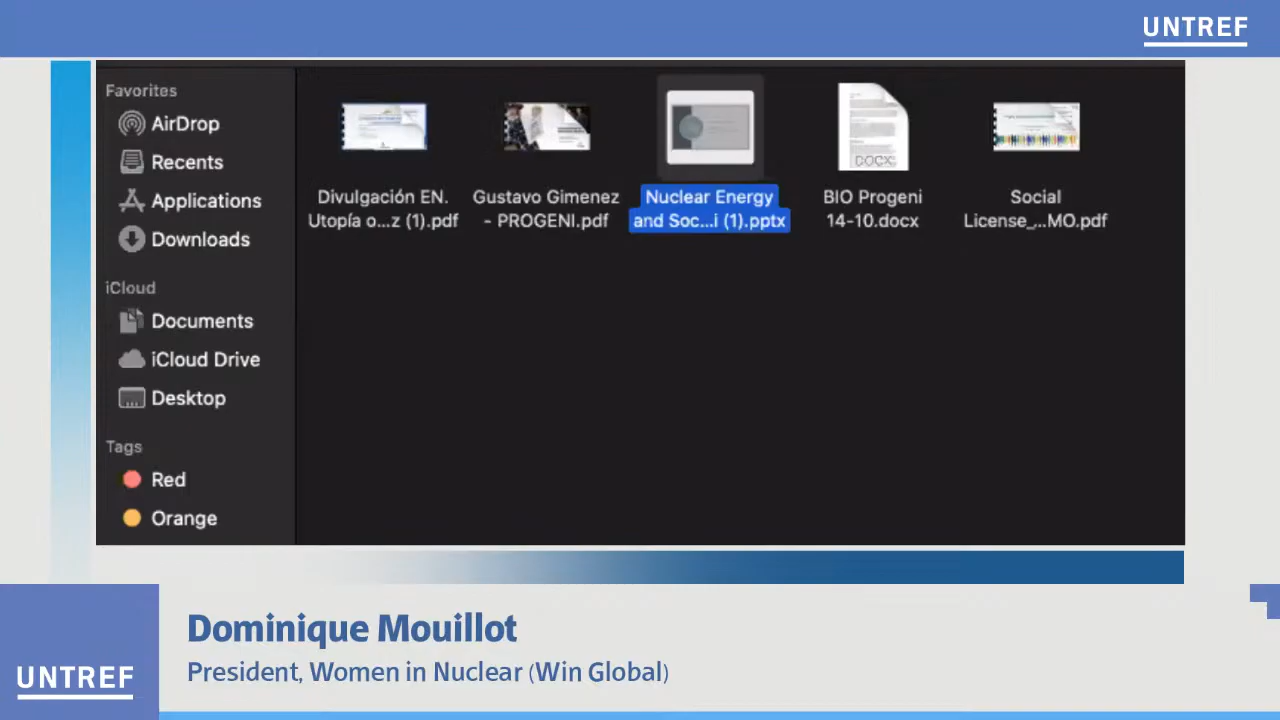 UNTREF
Favorites
AirDrop
Recents
Applications
Downloads
iCloud
Documents
iCloud Drive
Desktop
Tags
Red
Orange
Divulgación EN.
Utopía o...z (1).pdf
Gustavo Gimenez
- PROGENI.pdf
Nuclear Energy
and Soc...i (1).pptx
BIO Progeni
14-10.docx
Social
License_...MO.pdf
DOCX
Dominique Mouillot
President, Women in Nuclear (Win Global)
UNTREF